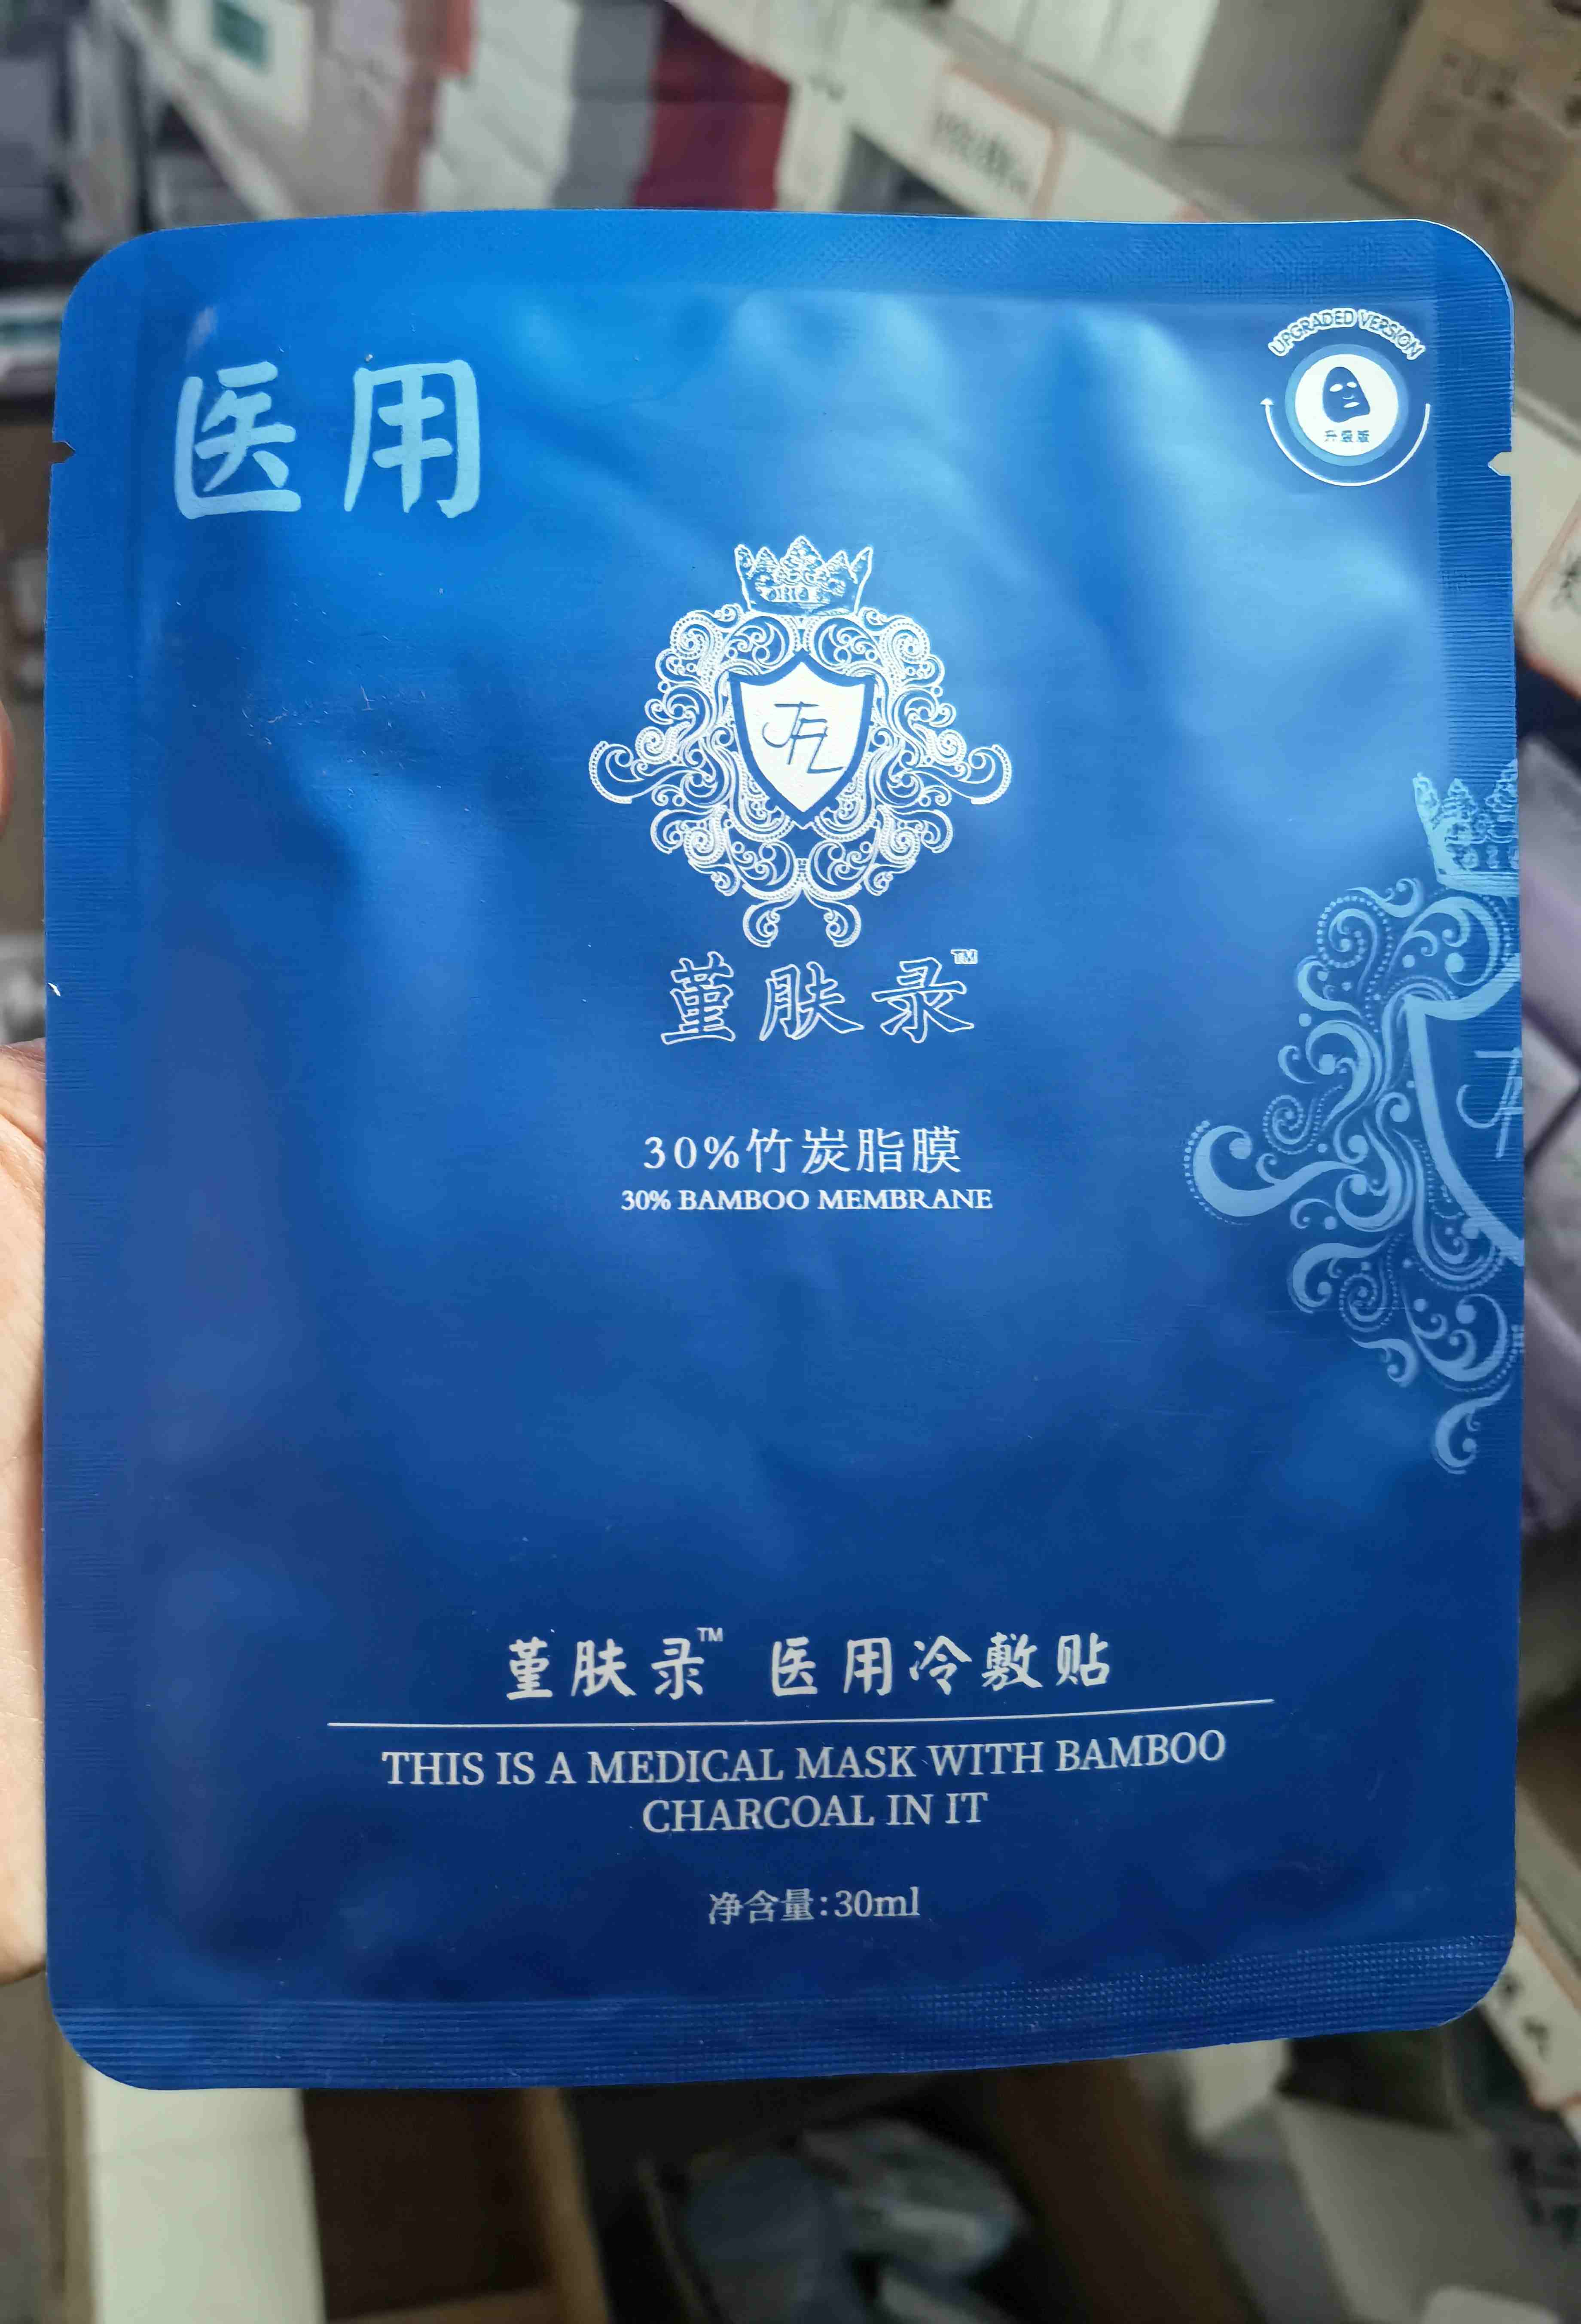 医用
UPGRADED VERSION
升级版
JFL
堇肤录™
30%竹炭脂膜
30% BAMBOO MEMBRANE
堇肤录™ 医用冷敷贴
THIS IS A MEDICAL MASK WITH BAMBOO
CHARCOAL IN IT
净含量:30ml